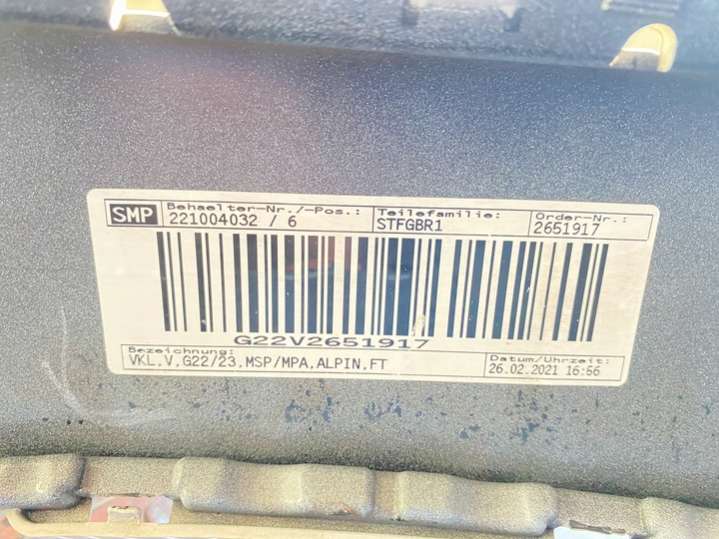 SMP Behaelter-Nr./-Pos.: Teilefamilie: Order-Nr.:
221004032 / 6 STFGBR1 2651917
G22V2651917
Bezeichnung: Datum/Uhrzeit:
VKL,V,G22/23,MSP/MPA,ALPIN,FT 26.02.2021 16:56